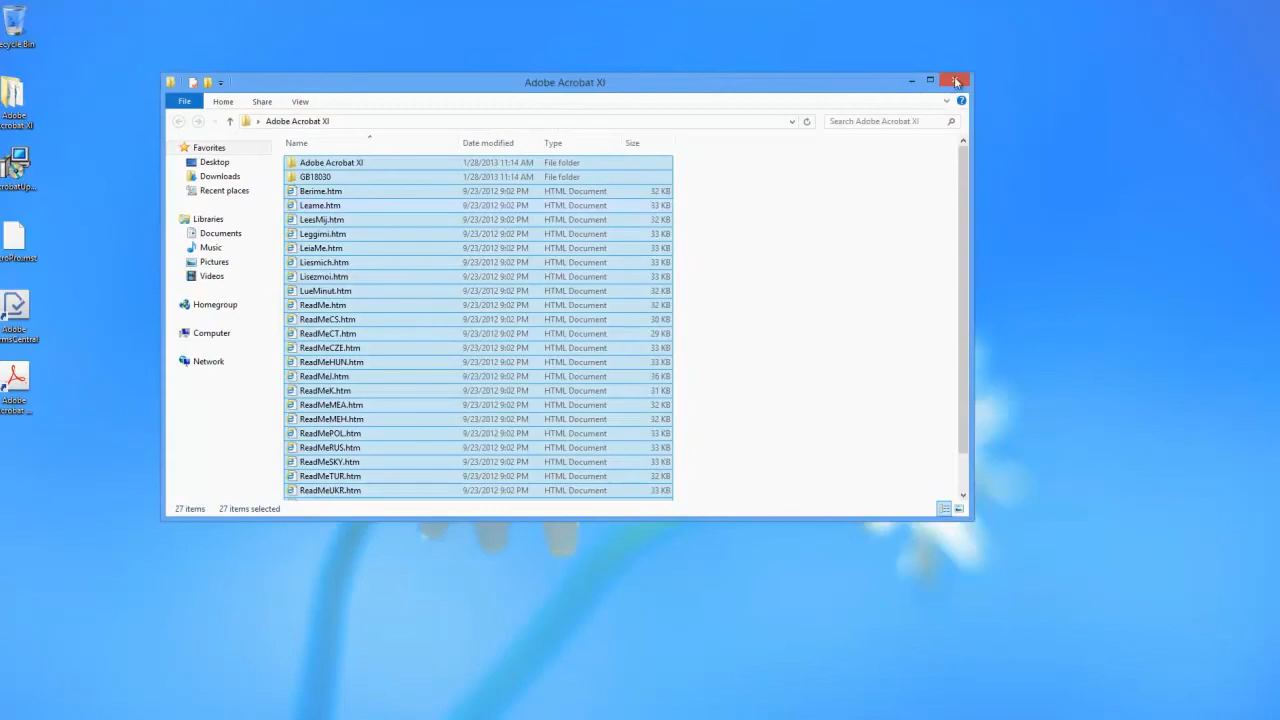 ecycle Bin
Adobe
crobat XI
crobatUp...
troPro.mst
Adobe
rmsCentral
Adobe
crobat ...
Adobe Acrobat XI
File Home Share View
Adobe Acrobat XI
Search Adobe Acrobat XI
Favorites
Desktop
Downloads
Recent places
Libraries
Documents
Music
Pictures
Videos
Homegroup
Computer
Network
Name Date modified Type Size
Adobe Acrobat XI 1/28/2013 11:14 AM File folder
GB18030 1/28/2013 11:14 AM File folder
Berime.htm 9/23/2012 9:02 PM HTML Document 32 KB
Leame.htm 9/23/2012 9:02 PM HTML Document 33 KB
LeesMij.htm 9/23/2012 9:02 PM HTML Document 32 KB
Leggimi.htm 9/23/2012 9:02 PM HTML Document 33 KB
LeiaMe.htm 9/23/2012 9:02 PM HTML Document 33 KB
Liesmich.htm 9/23/2012 9:02 PM HTML Document 33 KB
Lisezmoi.htm 9/23/2012 9:02 PM HTML Document 33 KB
LueMinut.htm 9/23/2012 9:02 PM HTML Document 32 KB
ReadMe.htm 9/23/2012 9:02 PM HTML Document 32 KB
ReadMeCS.htm 9/23/2012 9:02 PM HTML Document 30 KB
ReadMeCT.htm 9/23/2012 9:02 PM HTML Document 29 KB
ReadMeCZE.htm 9/23/2012 9:02 PM HTML Document 33 KB
ReadMeHUN.htm 9/23/2012 9:02 PM HTML Document 33 KB
ReadMeJ.htm 9/23/2012 9:02 PM HTML Document 36 KB
ReadMeK.htm 9/23/2012 9:02 PM HTML Document 31 KB
ReadMeMEA.htm 9/23/2012 9:02 PM HTML Document 32 KB
ReadMeMEH.htm 9/23/2012 9:02 PM HTML Document 32 KB
ReadMePOL.htm 9/23/2012 9:02 PM HTML Document 33 KB
ReadMeRUS.htm 9/23/2012 9:02 PM HTML Document 33 KB
ReadMeSKY.htm 9/23/2012 9:02 PM HTML Document 33 KB
ReadMeTUR.htm 9/23/2012 9:02 PM HTML Document 32 KB
ReadMeUKR.htm 9/23/2012 9:02 PM HTML Document 33 KB
27 items 27 items selected